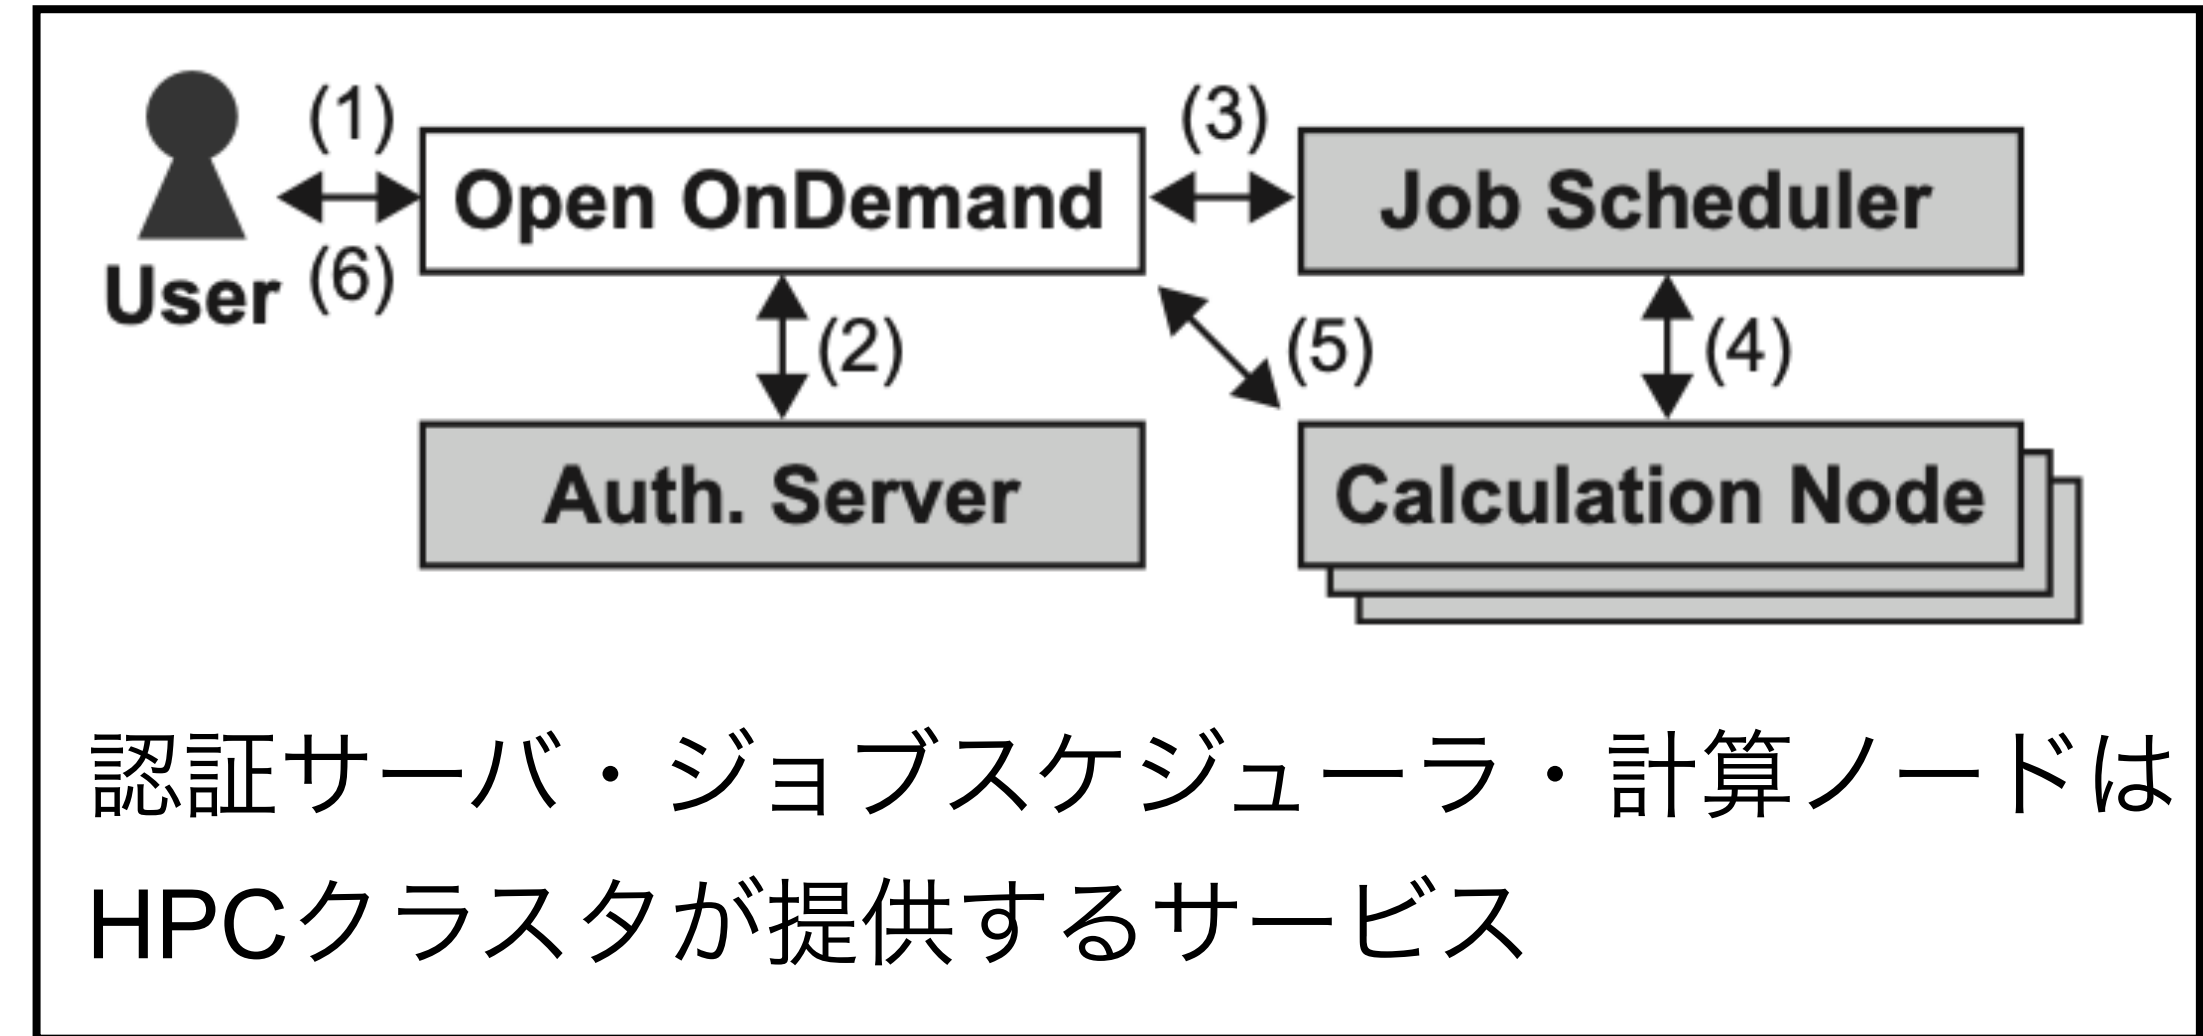 (1)
(3)
Open OnDemand
Job Scheduler
User
(6)
(2)
(5)
(4)
Auth. Server
Calculation Node
認証サーバ・ジョブスケジューラ・計算ノードは
HPCクラスタが提供するサービス